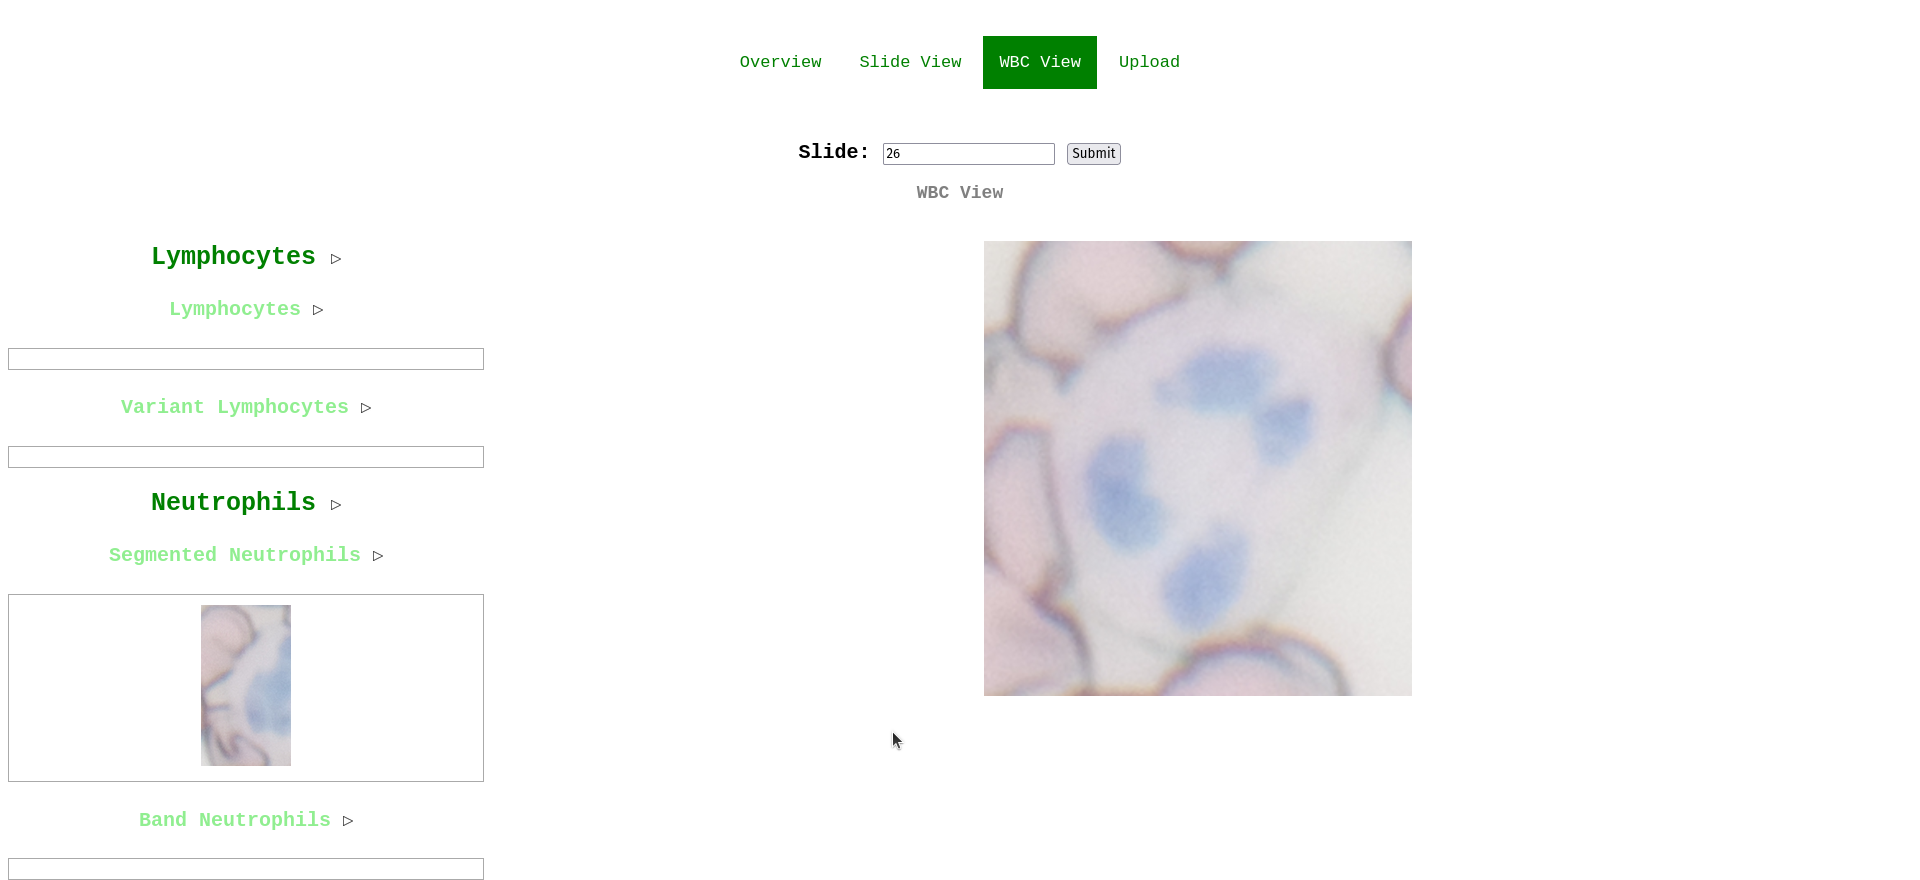 Overview Slide View WBC View Upload
Slide: 26 Submit
WBC View
Lymphocytes ▷
Lymphocytes ▷
Variant Lymphocytes ▷
Neutrophils ▷
Segmented Neutrophils ▷
Band Neutrophils ▷